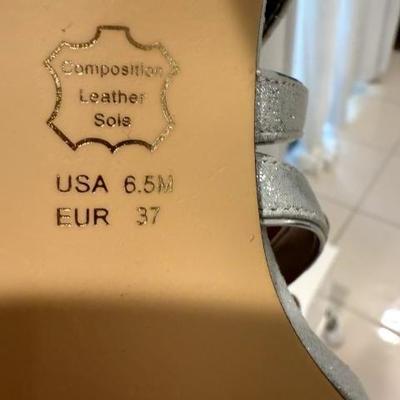 Composition
Leather
Sole
USA 6.5M
EUR 37